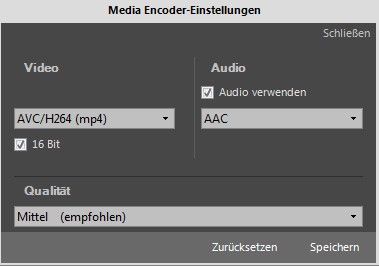 Media Encoder-Einstellungen
Schließen
Video
Audio
Audio verwenden
AVC/H264 (mp4)
AAC
16 Bit
Qualität
Mittel (empfohlen)
Zurücksetzen
Speichern